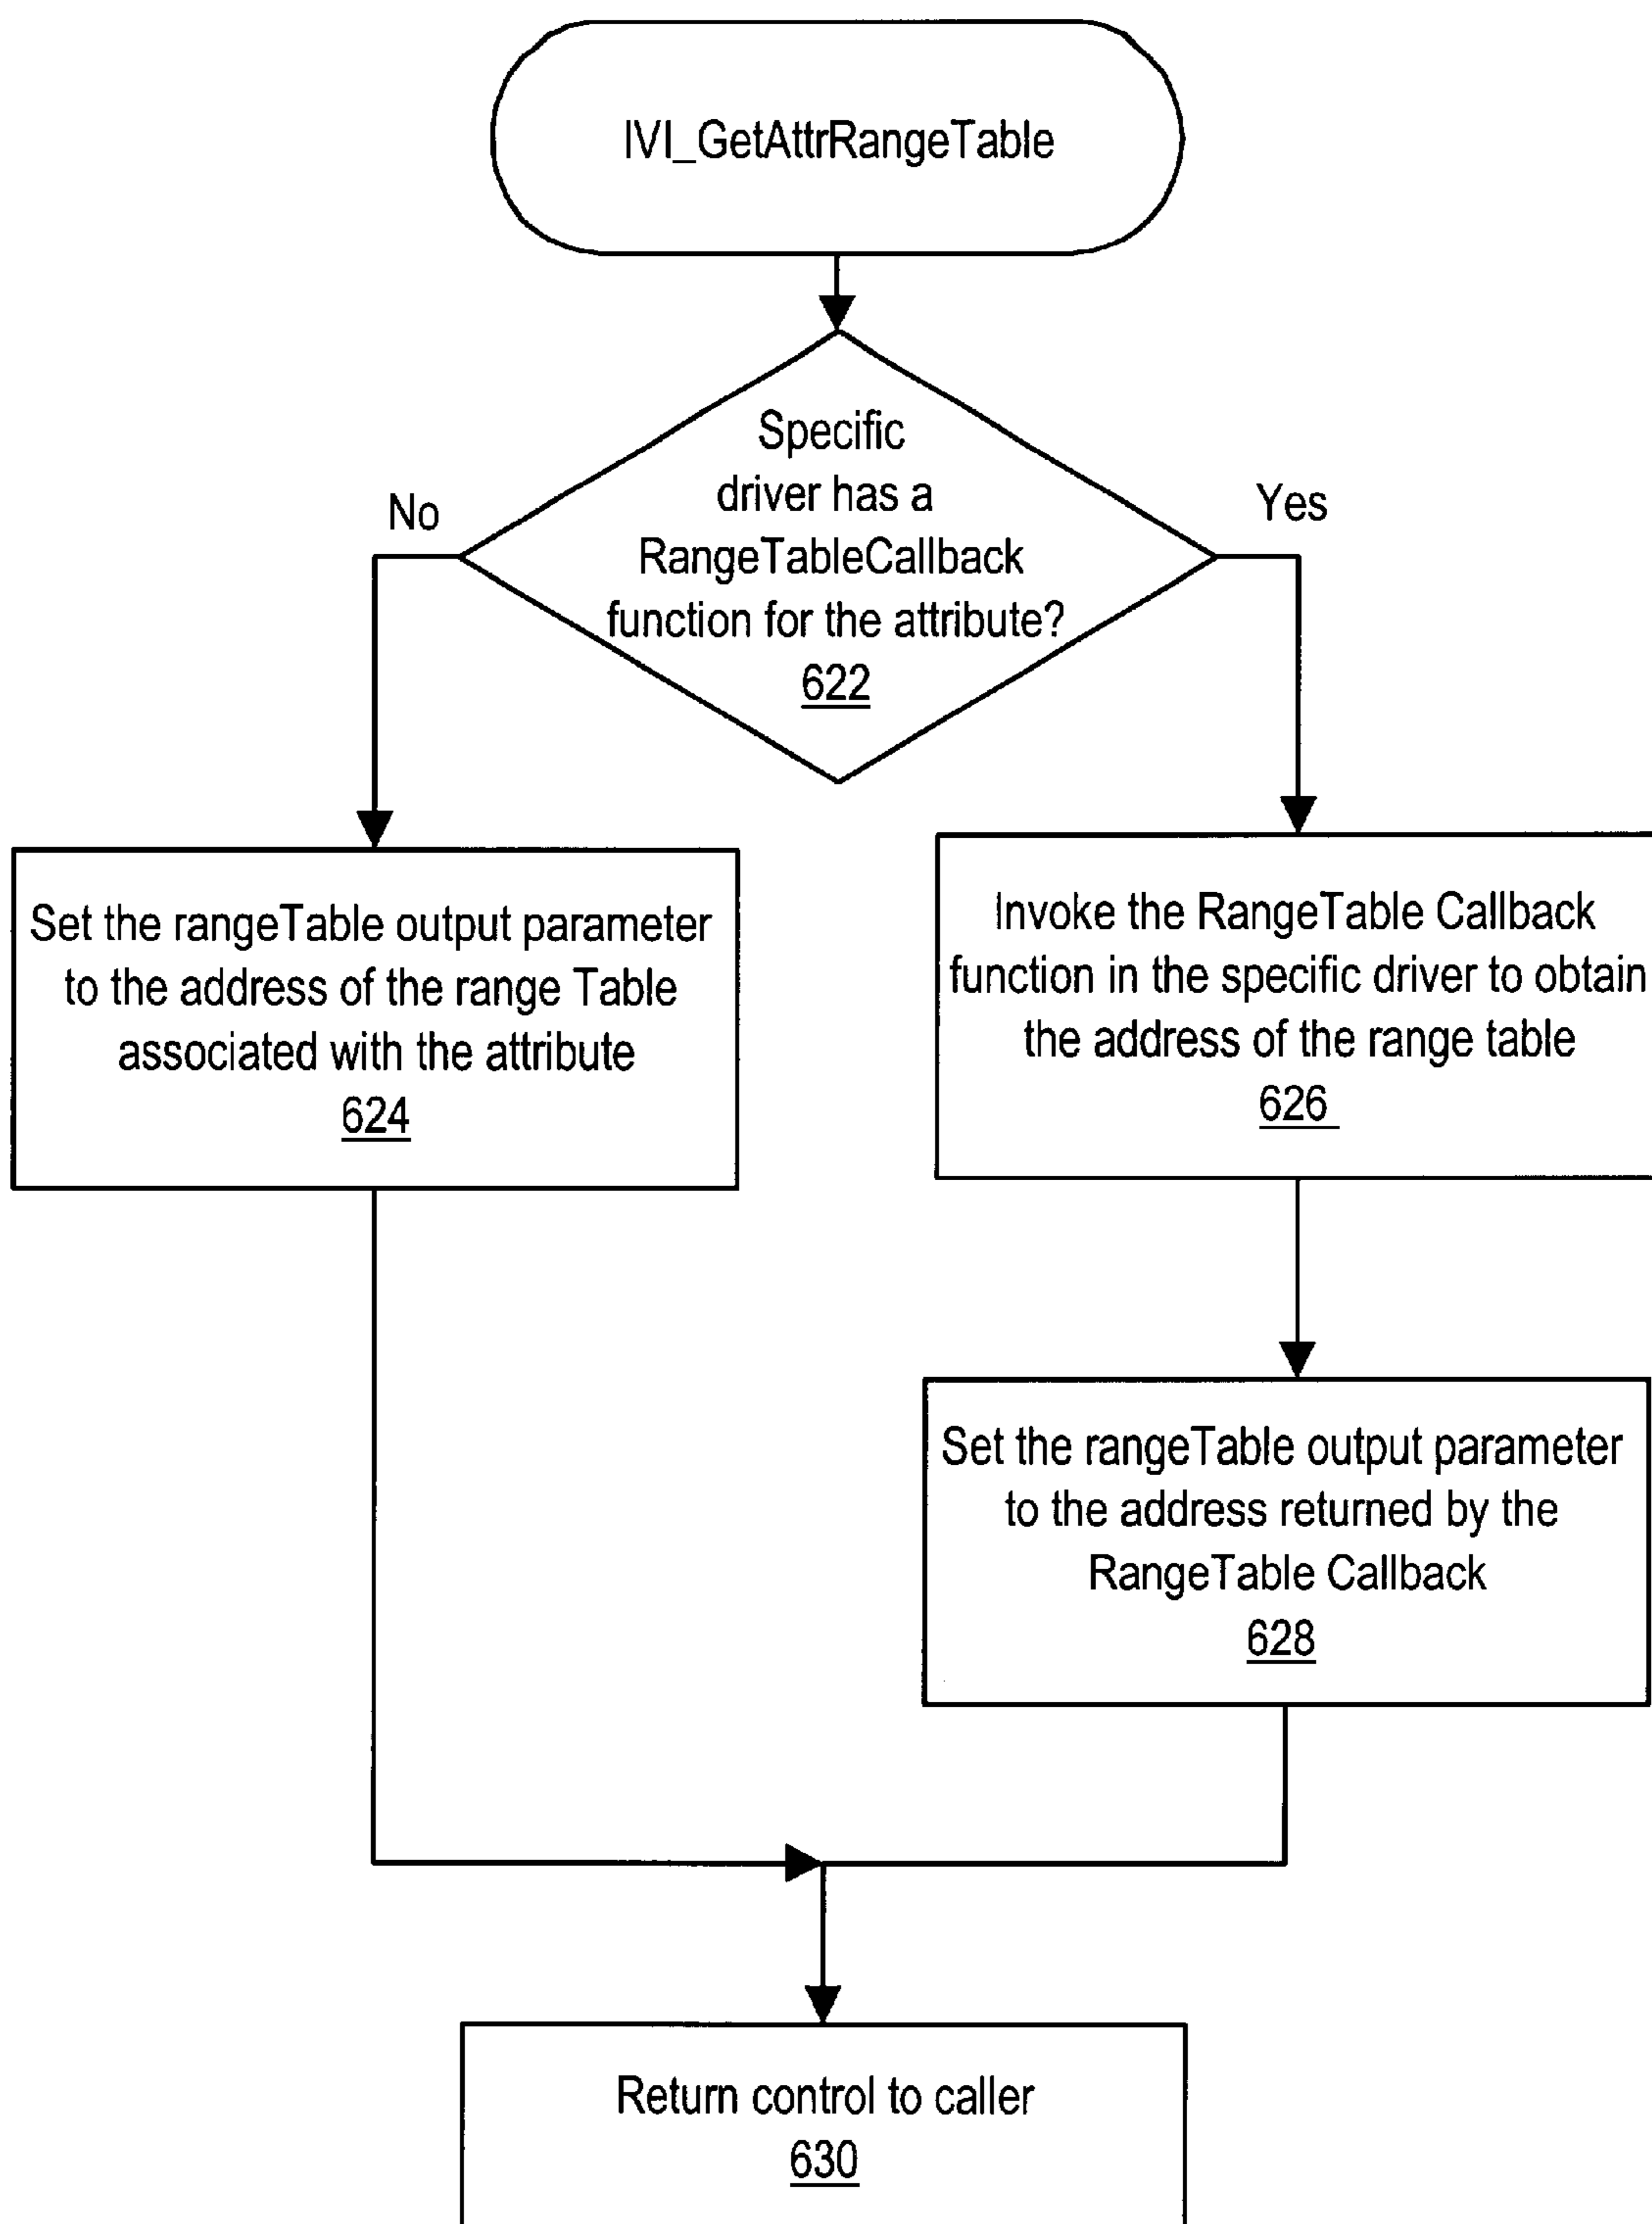 IVI_GetAttrRangeTable
Specific
driver has a
RangeTableCallback
function for the attribute?
622
No
Yes
Set the rangeTable output parameter
to the address of the range Table
associated with the attribute
624
Invoke the RangeTable Callback
function in the specific driver to obtain
the address of the range table
626
Set the rangeTable output parameter
to the address returned by the
RangeTable Callback
628
Return control to caller
630